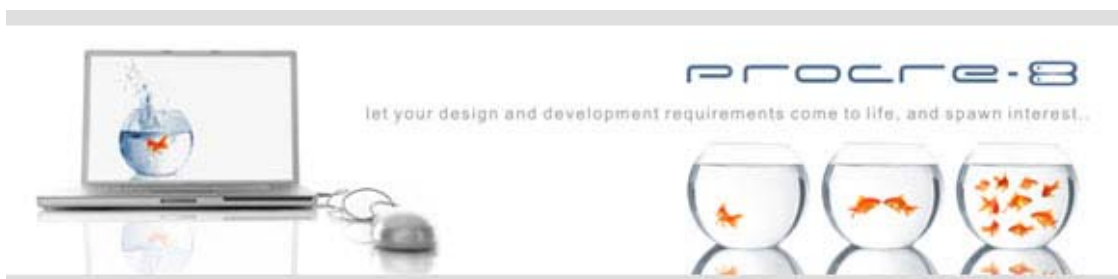 procre-8
let your design and development requirements come to life, and spawn interest..